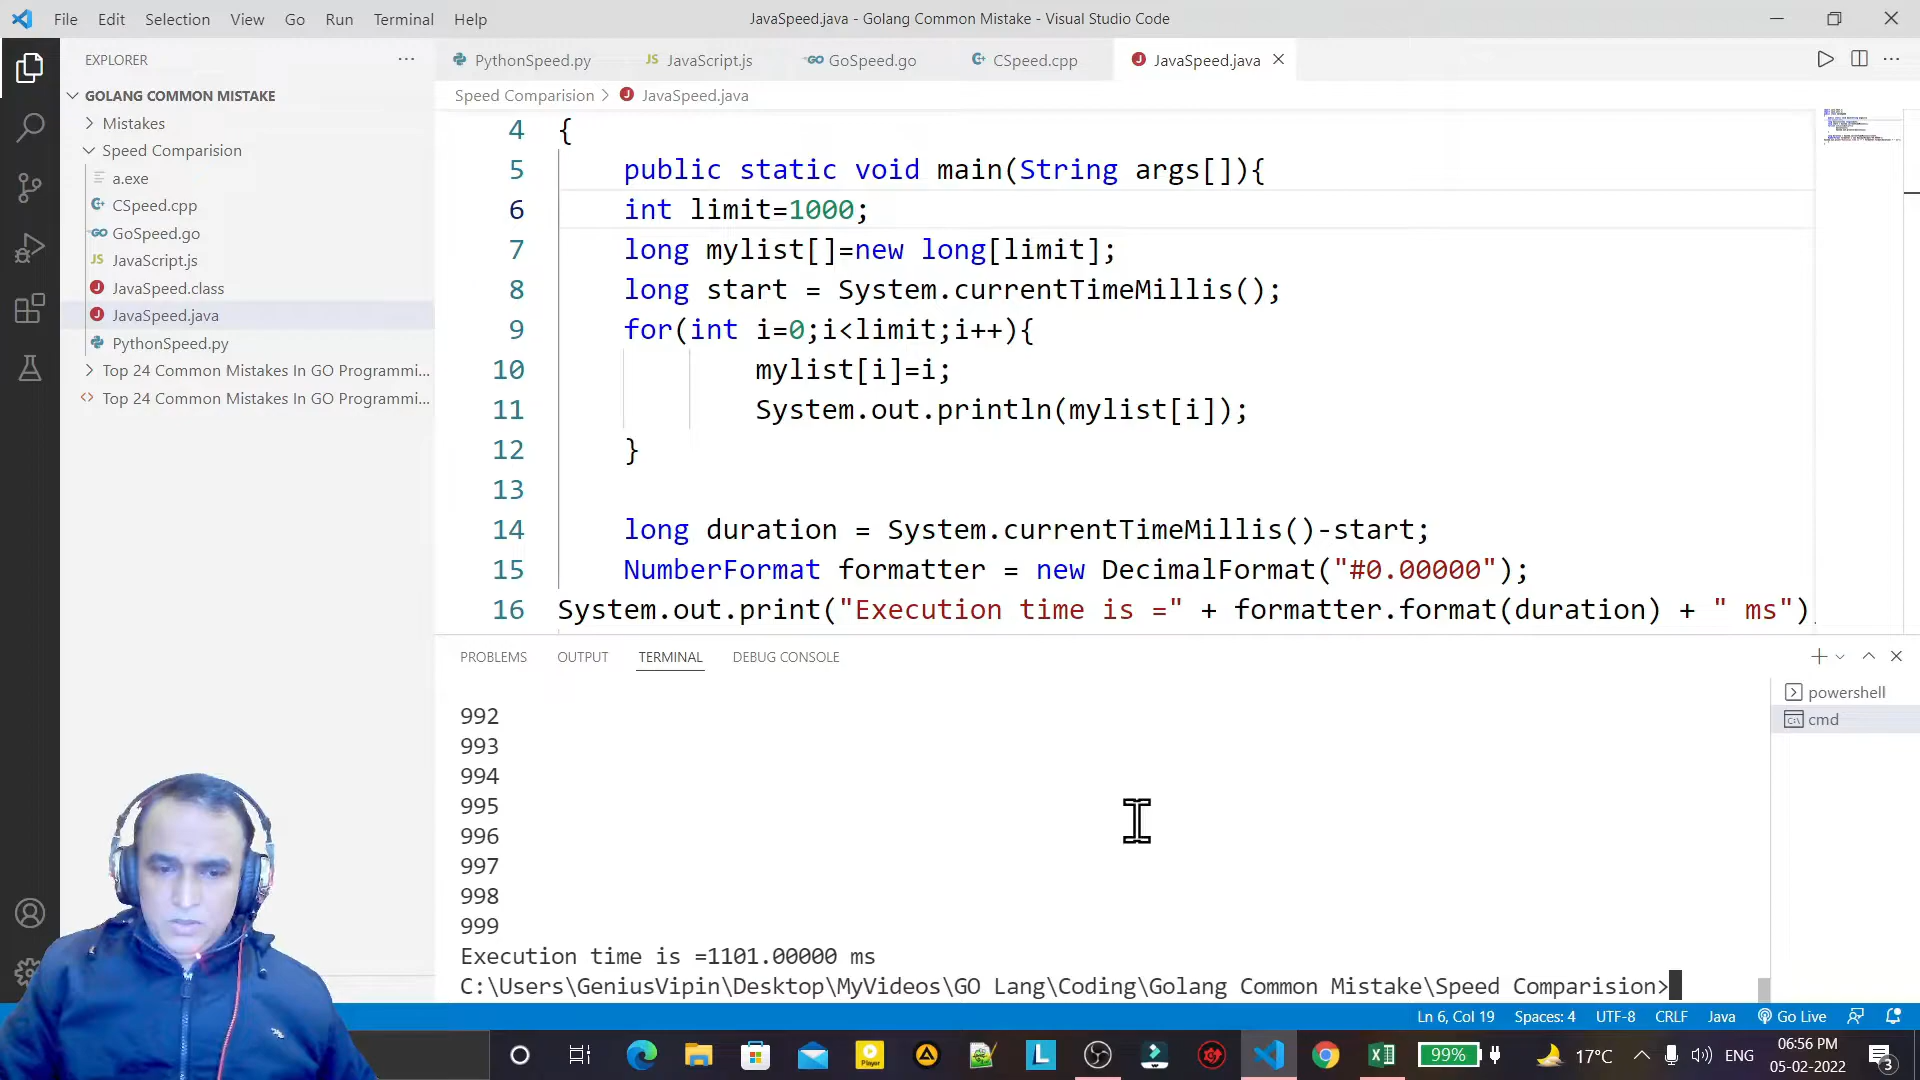 File Edit Selection View Go Run Terminal Help
JavaSpeed.java - Golang Common Mistake - Visual Studio Code
EXPLORER
GOLANG COMMON MISTAKE
Mistakes
Speed Comparision
a.exe
CSpeed.cpp
GoSpeed.go
JS JavaScript.js
JavaSpeed.class
JavaSpeed.java
PythonSpeed.py
Top 24 Common Mistakes In GO Programmi...
Top 24 Common Mistakes In GO Programmi...
PythonSpeed.py JS JavaScript.js GoSpeed.go CSpeed.cpp JavaSpeed.java
Speed Comparision > JavaSpeed.java
4 {
5 public static void main(String args[]){
6 int limit=1000;
7 long mylist[]=new long[limit];
8 long start = System.currentTimeMillis();
9 for(int i=0;i<limit;i++){
10 mylist[i]=i;
11 System.out.println(mylist[i]);
12 }
13
14 long duration = System.currentTimeMillis()-start;
15 NumberFormat formatter = new DecimalFormat("#0.00000");
16 System.out.print("Execution time is =" + formatter.format(duration) + " ms")
PROBLEMS OUTPUT TERMINAL DEBUG CONSOLE
powershell
cmd
992
993
994
995
996
997
998
999
Execution time is =1101.00000 ms
C:\Users\GeniusVipin\Desktop\MyVideos\GO Lang\Coding\Golang Common Mistake\Speed Comparision>
Ln 6, Col 19 Spaces: 4 UTF-8 CRLF Java Go Live
Player
L
99%
17°C
ENG
06:56 PM
05-02-2022
3